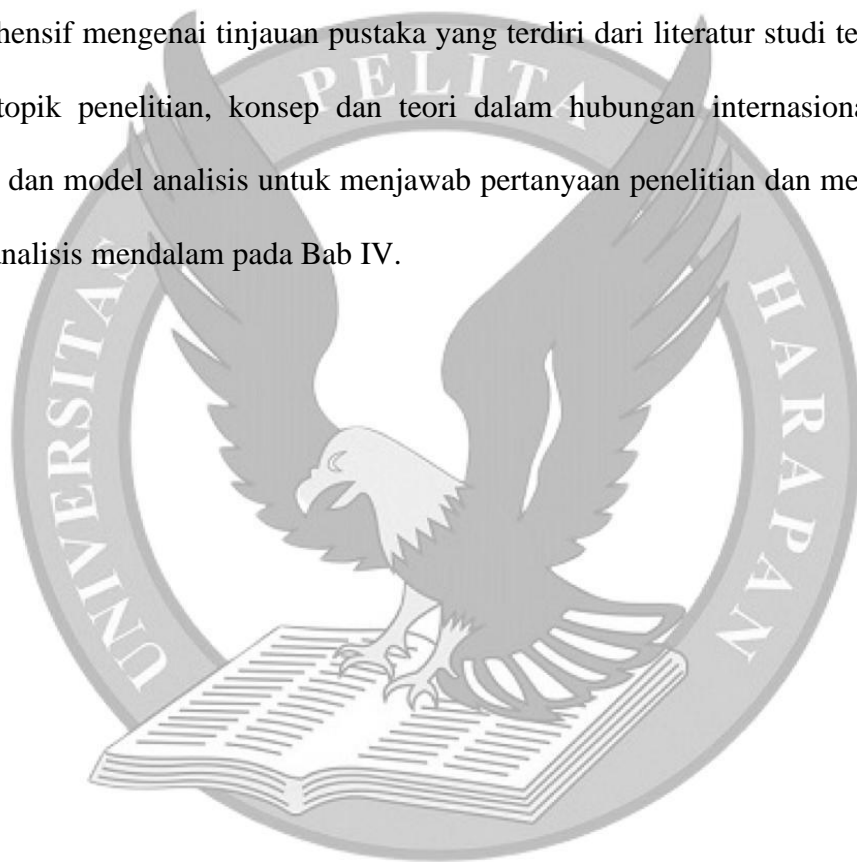 hensif mengenai tinjauan pustaka yang terdiri dari literatur studi te
topik penelitian, konsep dan teori dalam hubungan internasiona
dan model analisis untuk menjawab pertanyaan penelitian dan me
analisis mendalam pada Bab IV.
UNIVERSITAS PELITA HARAPAN